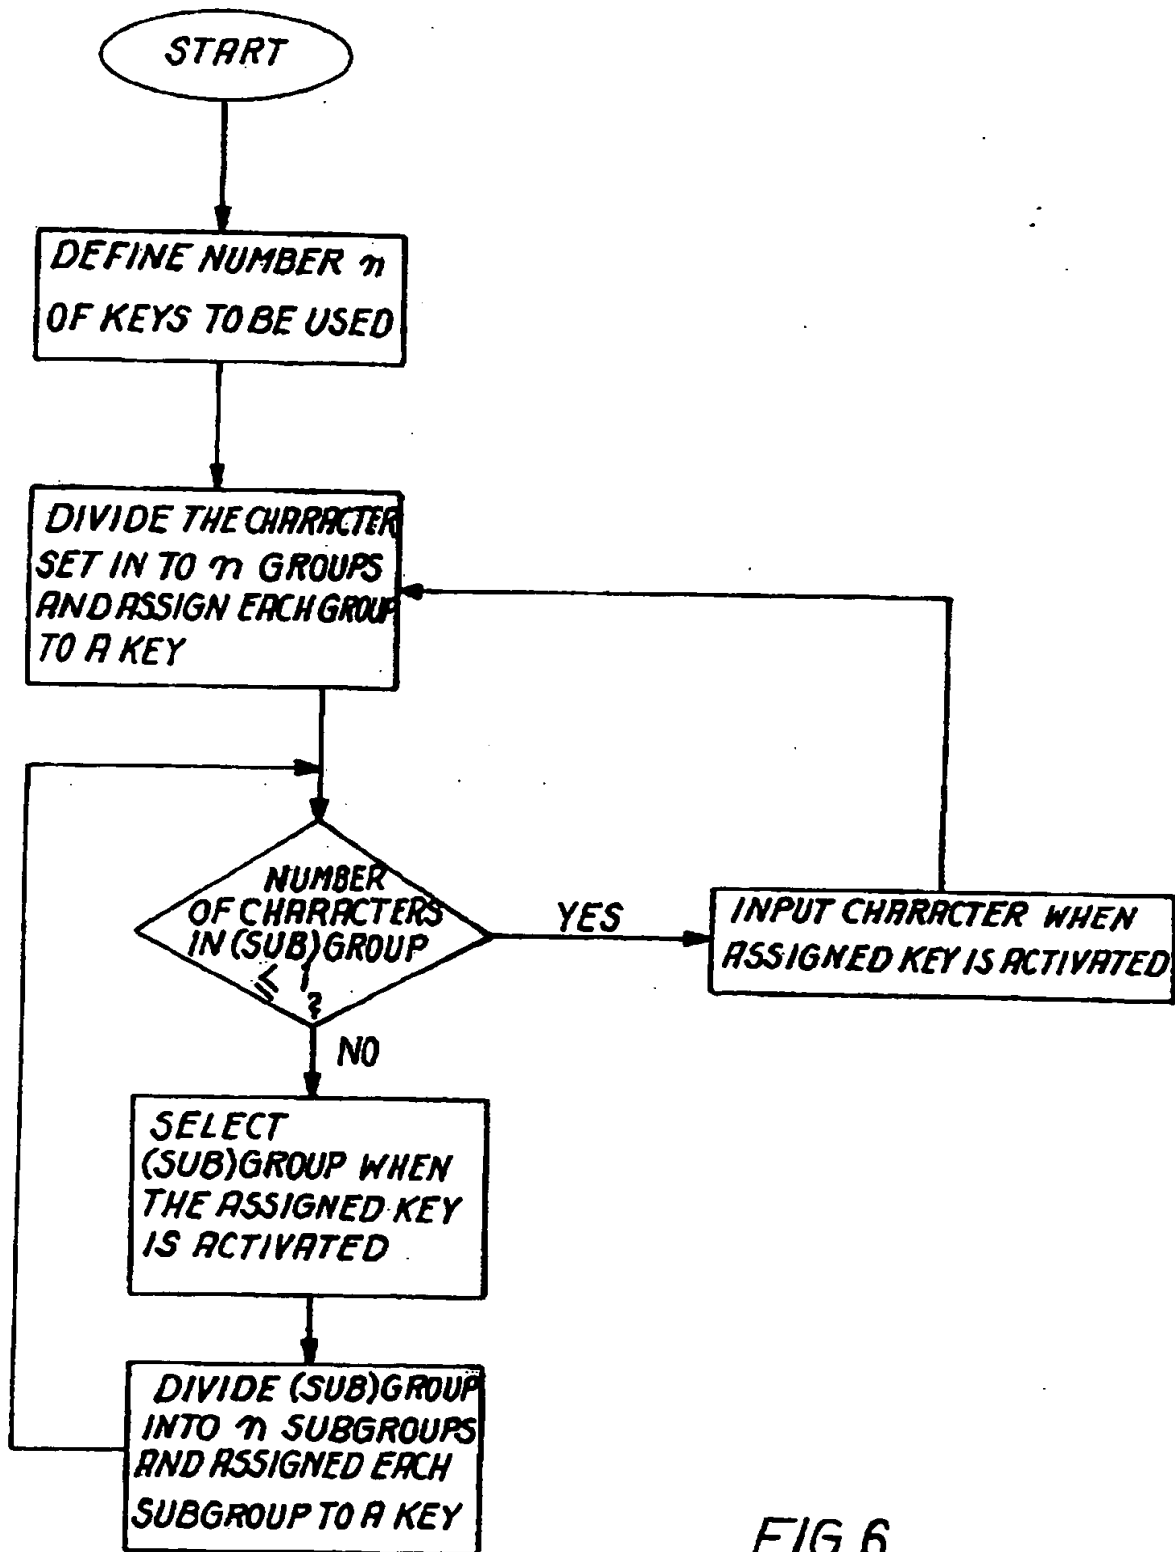 START
DEFINE NUMBER n
OF KEYS TO BE USED
DIVIDE THE CHARACTER
SET IN TO n GROUPS
AND ASSIGN EACH GROUP
TO A KEY
NUMBER
OF CHARACTERS
IN (SUB)GROUP
≤ 1
?
YES
INPUT CHARACTER WHEN
ASSIGNED KEY IS ACTIVATED
NO
SELECT
(SUB)GROUP WHEN
THE ASSIGNED KEY
IS ACTIVATED
DIVIDE (SUB)GROUP
INTO n SUBGROUPS
AND ASSIGNED EACH
SUBGROUP TO A KEY
FIG 6